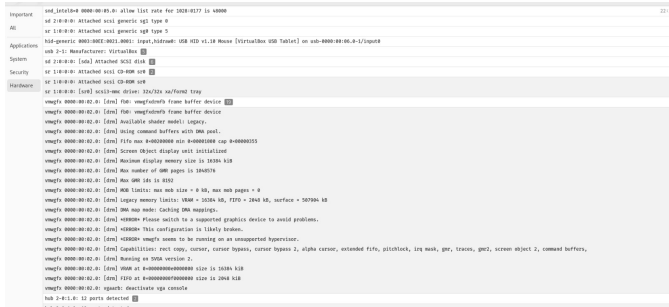 Important
All
Applications
System
Security
Hardware
snd_intel8x0 0000:00:05.0: allow list rate for 1028:0177 is 48000
sd 2:0:0:0: Attached scsi generic sg1 type 0
sr 1:0:0:0: Attached scsi generic sg0 type 5
hid-generic 0003:80EE:0021.0001: input,hidraw0: USB HID v1.10 Mouse [VirtualBox USB Tablet] on usb-0000:00:06.0-1/input0
usb 2-1: Manufacturer: VirtualBox
sd 2:0:0:0: [sda] Attached SCSI disk
sr 1:0:0:0: Attached scsi CD-ROM sr0 2
sr 1:0:0:0: Attached scsi CD-ROM sr0
sr 1:0:0:0: [sr0] scsi3-mmc drive: 32x/32x xa/form2 tray
vmwgfx 0000:00:02.0: [drm] fb0: vmwgfxdrmfb frame buffer device
vmwgfx 0000:00:02.0: [drm] fb0: vmwgfxdrmfb frame buffer device
vmwgfx 0000:00:02.0: [drm] Available shader model: Legacy.
vmwgfx 0000:00:02.0: [drm] Using command buffers with DMA pool.
vmwgfx 0000:00:02.0: [drm] Fifo max 0x00200000 min 0x00001000 cap 0x00000355
vmwgfx 0000:00:02.0: [drm] Screen Object display unit initialized
vmwgfx 0000:00:02.0: [drm] Maximum display memory size is 16384 kiB
vmwgfx 0000:00:02.0: [drm] Max number of GMR pages is 1048576
vmwgfx 0000:00:02.0: [drm] Max GMR ids is 8192
vmwgfx 0000:00:02.0: [drm] MOB limits: max mob size = 0 kB, max mob pages = 0
vmwgfx 0000:00:02.0: [drm] Legacy memory limits: VRAM = 16384 kB, FIFO = 2048 kB, surface = 507904 kB
vmwgfx 0000:00:02.0: [drm] DMA map mode: Caching DMA mappings.
vmwgfx 0000:00:02.0: [drm] *ERROR* Please switch to a supported graphics device to avoid problems.
vmwgfx 0000:00:02.0: [drm] *ERROR* This configuration is likely broken.
vmwgfx 0000:00:02.0: [drm] *ERROR* vmwgfx seems to be running on an unsupported hypervisor.
vmwgfx 0000:00:02.0: [drm] Capabilities: rect copy, cursor, cursor bypass, cursor bypass 2, alpha cursor, extended fifo, pitchlock, irq mask, gmr, traces, gmr2, screen object 2, command buffers,
vmwgfx 0000:00:02.0: [drm] Running on SVGA version 2.
vmwgfx 0000:00:02.0: [drm] VRAM at 0x00000000e0000000 size is 16384 kiB
vmwgfx 0000:00:02.0: [drm] FIFO at 0x00000000f0000000 size is 2048 kiB
vmwgfx 0000:00:02.0: vgaarb: deactivate vga console
hub 2-0:1.0: 12 ports detected 2